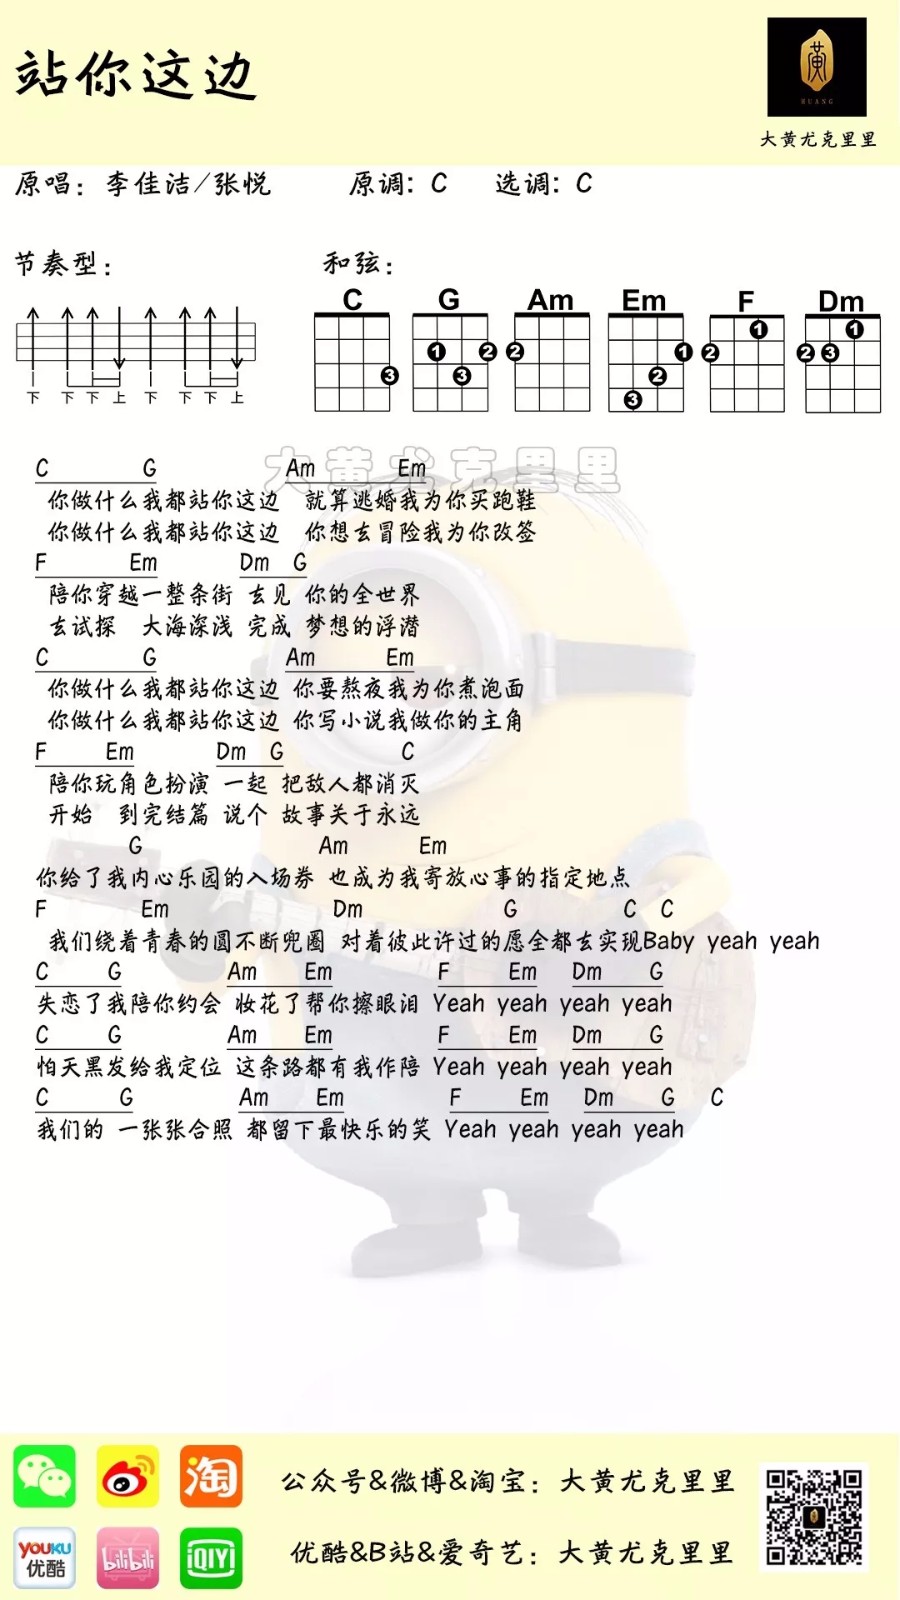 站你这边
黄
HUANG
大黄尤克里里
原唱：李佳洁/张悦 原调：C 选调：C
节奏型： 和弦：
C G Am Em F Dm
1 1 1
1 2 2 2 2 3
3 3 2
3
下 下 下 上 下 下 下 上
大黄尤克里里
C G Am Em
你做什么我都站你这边 就算逃婚我为你买跑鞋
你做什么我都站你这边 你想去冒险我为你改签
F Em Dm G
陪你穿越一整条街 去见 你的全世界
去试探 大海深浅 完成 梦想的浮潜
C G Am Em
你做什么我都站你这边 你要熬夜我为你煮泡面
你做什么我都站你这边 你写小说我做你的主角
F Em Dm G C
陪你玩角色扮演 一起 把敌人都消灭
开始 到完结篇 说个 故事关于永远
G Am Em
你给了我内心乐园的入场券 也成为我寄放心事的指定地点
F Em Dm G C C
我们绕着青春的圆不断兜圈 对着彼此许过的愿全都去实现Baby yeah yeah
C G Am Em F Em Dm G
失恋了我陪你约会 妆花了帮你擦眼泪 Yeah yeah yeah yeah
C G Am Em F Em Dm G
怕天黑发给我定位 这条路都有我作陪 Yeah yeah yeah yeah
C G Am Em F Em Dm G C
我们的 一张张合照 都留下最快乐的笑 Yeah yeah yeah yeah
淘
公众号&微博&淘宝：大黄尤克里里
YOUKU
优酷
bilibili
iQIYI
优酷&B站&爱奇艺：大黄尤克里里